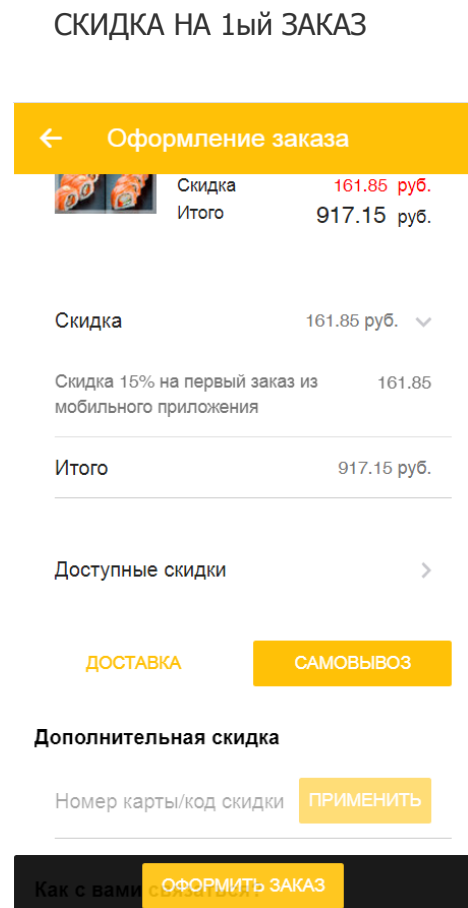 СКИДКА НА 1ый ЗАКАЗ
Оформление заказа
Скидка 161.85 руб.
Итого 917.15 руб.
Скидка 161.85 руб.
Скидка 15% на первый заказ из 161.85
мобильного приложения
Итого 917.15 руб.
Доступные скидки
ДОСТАВКА САМОВЫВОЗ
Дополнительная скидка
Номер карты/код скидки ПРИМЕНИТЬ
Как с вами связаться?
ОФОРМИТЬ ЗАКАЗ